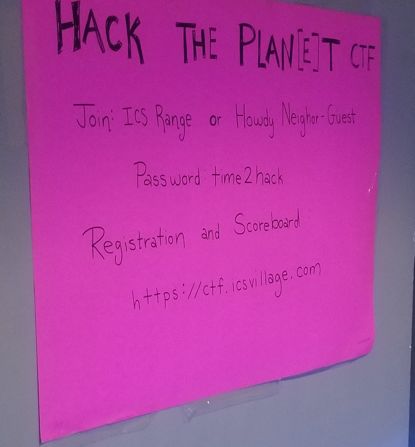 HACK THE PLAN[E]T CTF
Join: ICS Range or Howdy Neighor-Guest
Password: time2hack
Registration and Scoreboard:
https://ctf.icsvillage.com